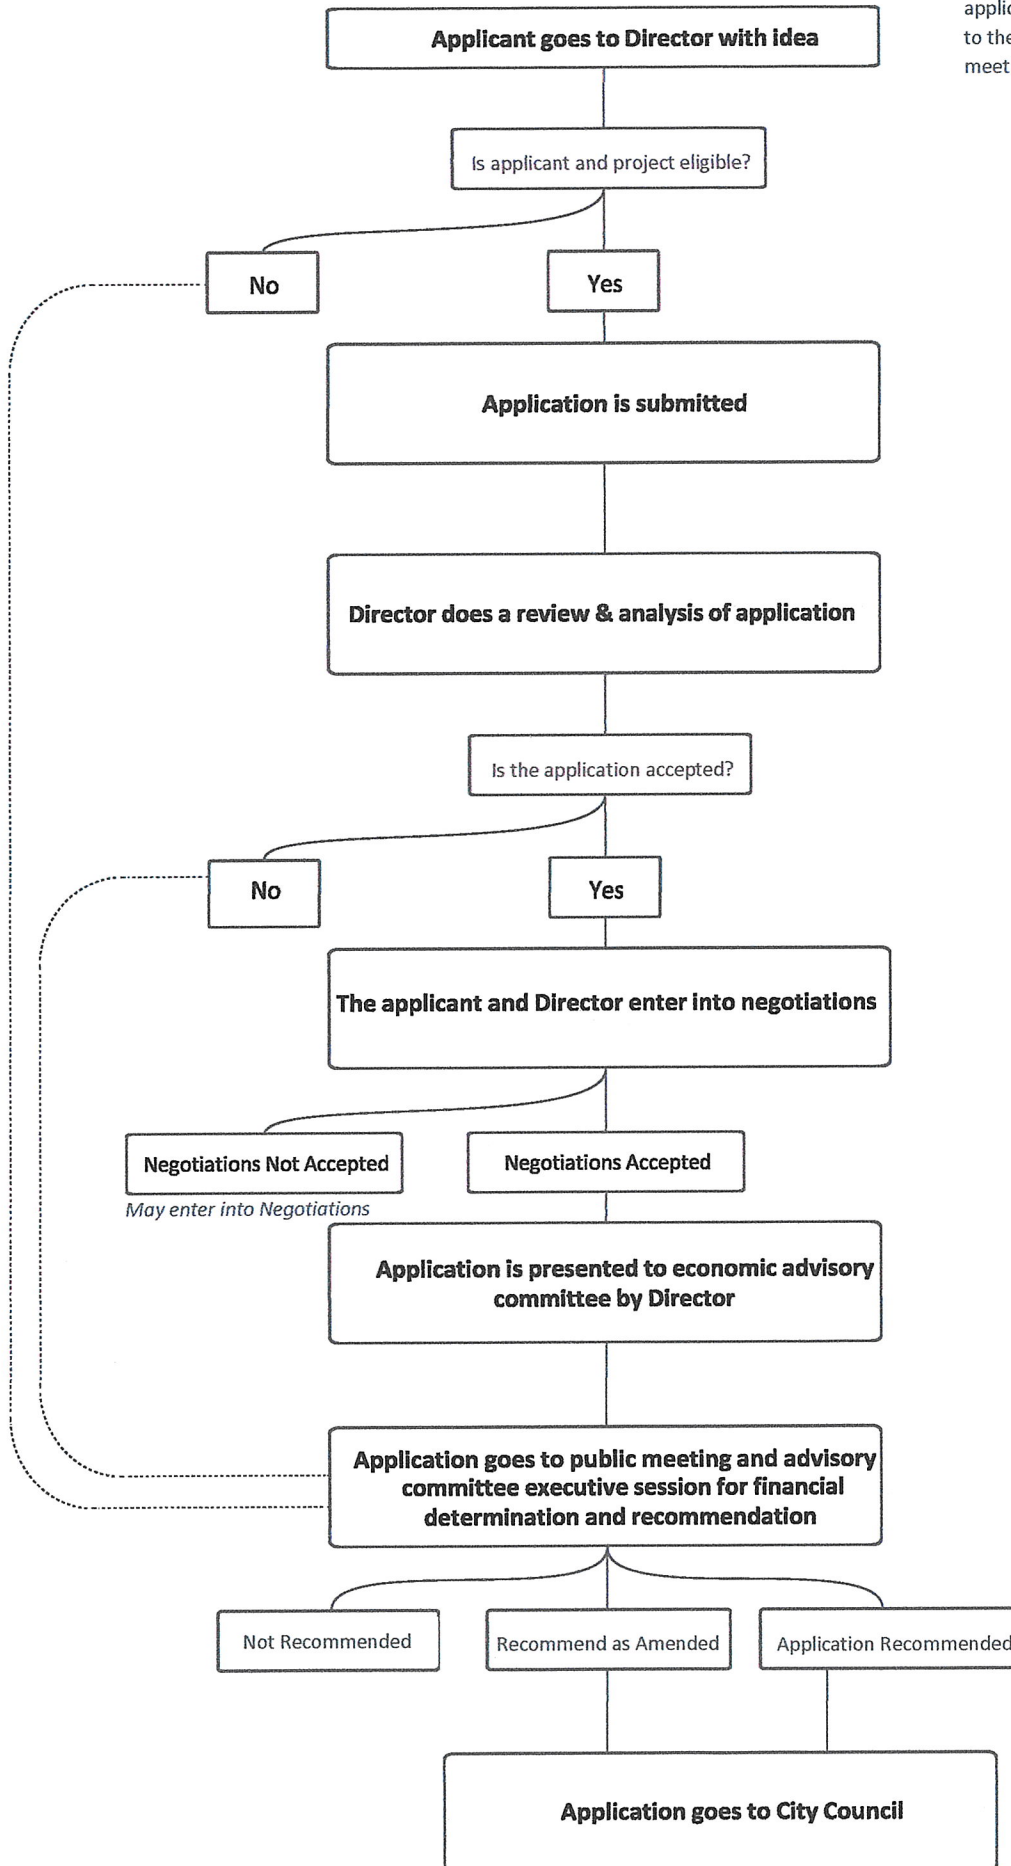 Applicant goes to Director with idea
to the
meet
Is applicant and project eligible?
No
Yes
Application is submitted
Director does a review & analysis of application
Is the application accepted?
No
Yes
The applicant and Director enter into negotiations
Negotiations Not Accepted
Negotiations Accepted
May enter into Negotiations
Application is presented to economic advisory
committee by Director
Application goes to public meeting and advisory
committee executive session for financial
determination and recommendation
Not Recommended
Recommend as Amended
Application Recommended
Application goes to City Council